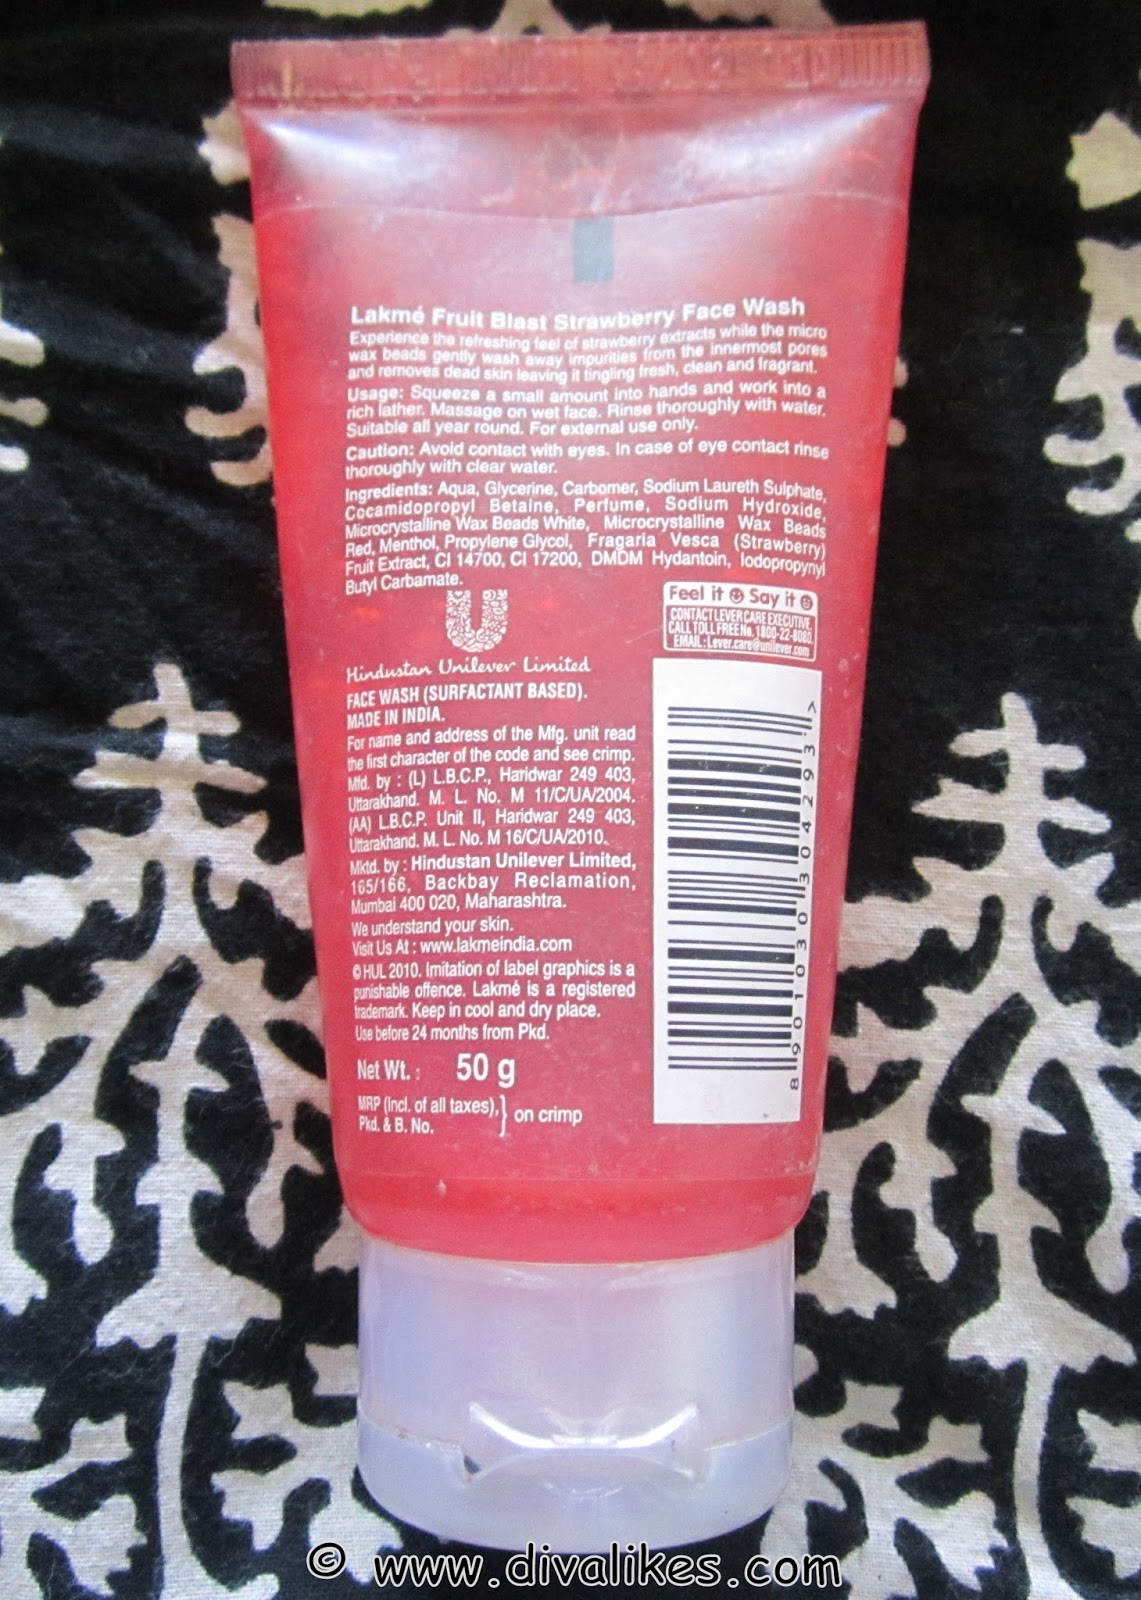 Lakmé Fruit Blast Strawberry Face Wash
Experience the refreshing feel of strawberry extracts while the micro
wax beads gently wash away impurities from the innermost pores
and removes dead skin leaving it tingling fresh, clean and fragrant.
Usage: Squeeze a small amount into hands and work into a
rich lather. Massage on wet face. Rinse thoroughly with water.
Suitable all year round. For external use only.
Caution: Avoid contact with eyes. In case of eye contact rinse
thoroughly with clear water.
Ingredients: Aqua, Glycerine, Carbomer, Sodium Laureth Sulphate,
Cocamidopropyl Betaine, Perfume, Sodium Hydroxide,
Microcrystalline Wax Beads White, Microcrystalline Wax Beads
Red, Menthol, Propylene Glycol, Fragaria Vesca (Strawberry)
Fruit Extract, CI 14700, CI 17200, DMDM Hydantoin, Iodopropynyl
Butyl Carbamate.
Feel it Say it
CONTACT LEVER CARE EXECUTIVE,
CALL TOLL FREE No. 1800-22-8080,
EMAIL : Lever.care@unilever.com
Hindustan Unilever Limited
FACE WASH (SURFACTANT BASED).
MADE IN INDIA.
For name and address of the Mfg. unit read
the first character of the code and see crimp.
Mfd. by : (L) L.B.C.P., Haridwar 249 403,
Uttarakhand. M. L. No. M 11/C/UA/2004.
(AA) L.B.C.P. Unit II, Haridwar 249 403,
Uttarakhand. M. L. No. M 16/C/UA/2010.
Mktd. by : Hindustan Unilever Limited,
165/166, Backbay Reclamation,
Mumbai 400 020, Maharashtra.
We understand your skin.
Visit Us At : www.lakmeindia.com
© HUL 2010. Imitation of label graphics is a
punishable offence. Lakmé is a registered
trademark. Keep in cool and dry place.
Use before 24 months from Pkd.
Net Wt. : 50 g
MRP (Incl. of all taxes),
Pkd. & B. No. } on crimp
8 901030 304293 >
© www.divalikes.com